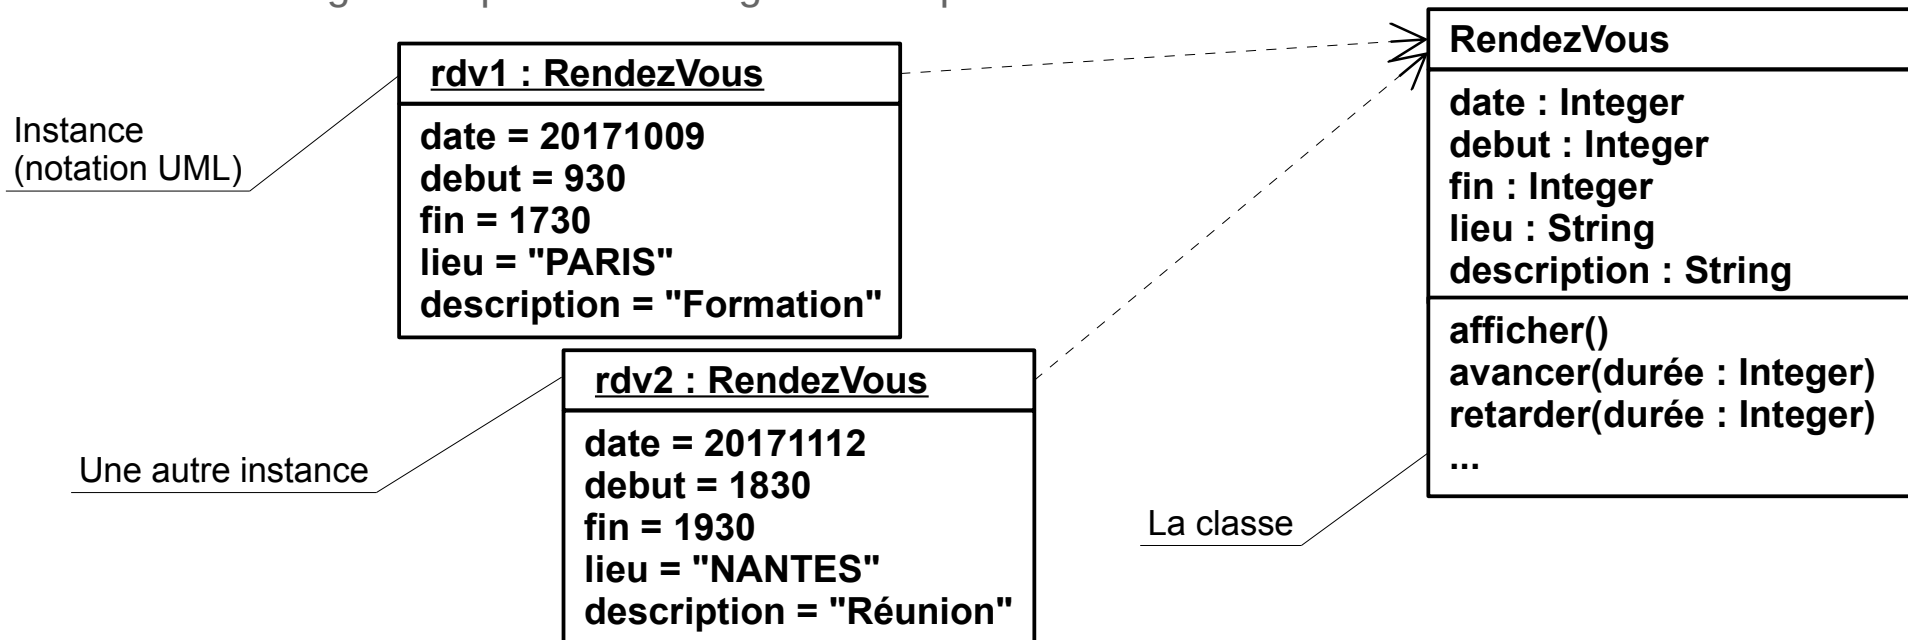 Instance
(notation UML)
rdv1 : RendezVous
date = 20171009
debut = 930
fin = 1730
lieu = "PARIS"
description = "Formation"
Une autre instance
rdv2 : RendezVous
date = 20171112
debut = 1830
fin = 1930
lieu = "NANTES"
description = "Réunion"
RendezVous
date : Integer
debut : Integer
fin : Integer
lieu : String
description : String
afficher()
avancer(durée : Integer)
retarder(durée : Integer)
...
La classe